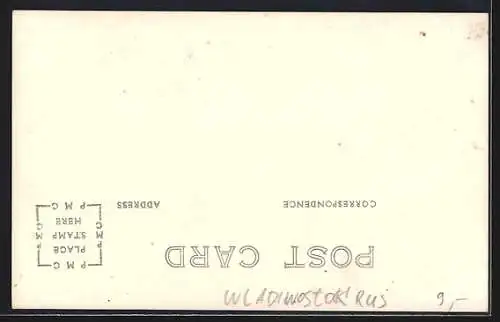 POST CARD
CORRESPONDENCE
ADDRESS
P M C
PLACE
STAMP
HERE
P M C
WLADIWOSTOK RUS
9,-